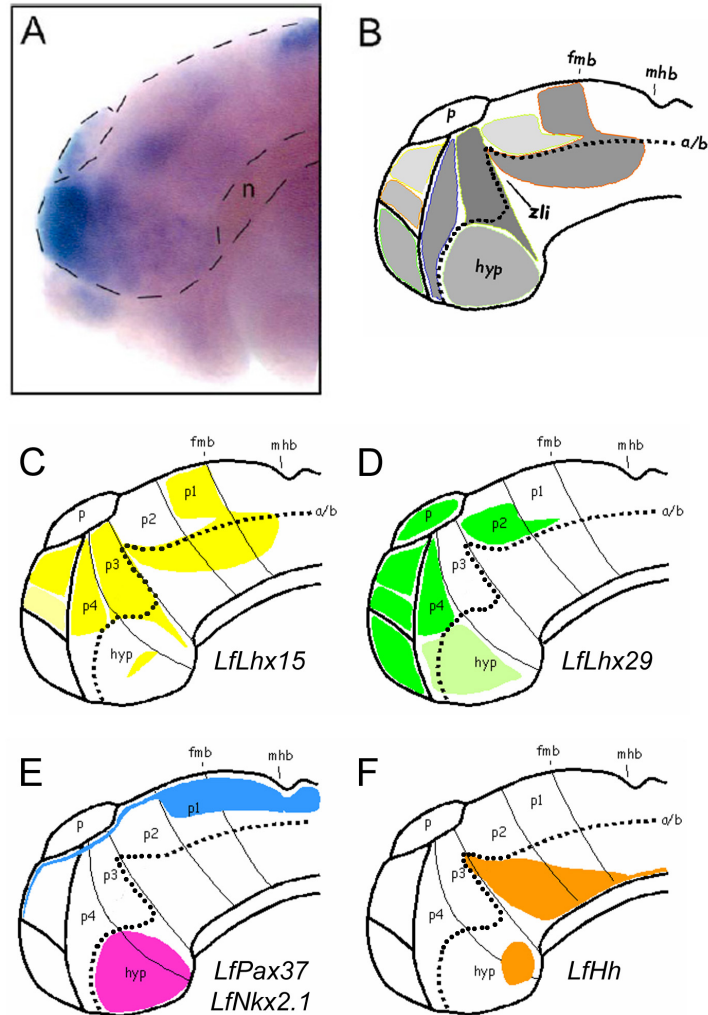 A
n
B
fmb
mhb
p
a/b
zli
hyp
C
fmb
mhb
p
p1
p2
a/b
p3
p4
hyp
LfLhx15
D
fmb
mhb
p
p1
p2
a/b
p3
p4
hyp
LfLhx29
E
fmb
mhb
p
p1
p2
p3
p4
hyp
LfPax37
LfNkx2.1
F
fmb
mhb
p
p1
p2
a/b
p3
p4
hyp
LfHh